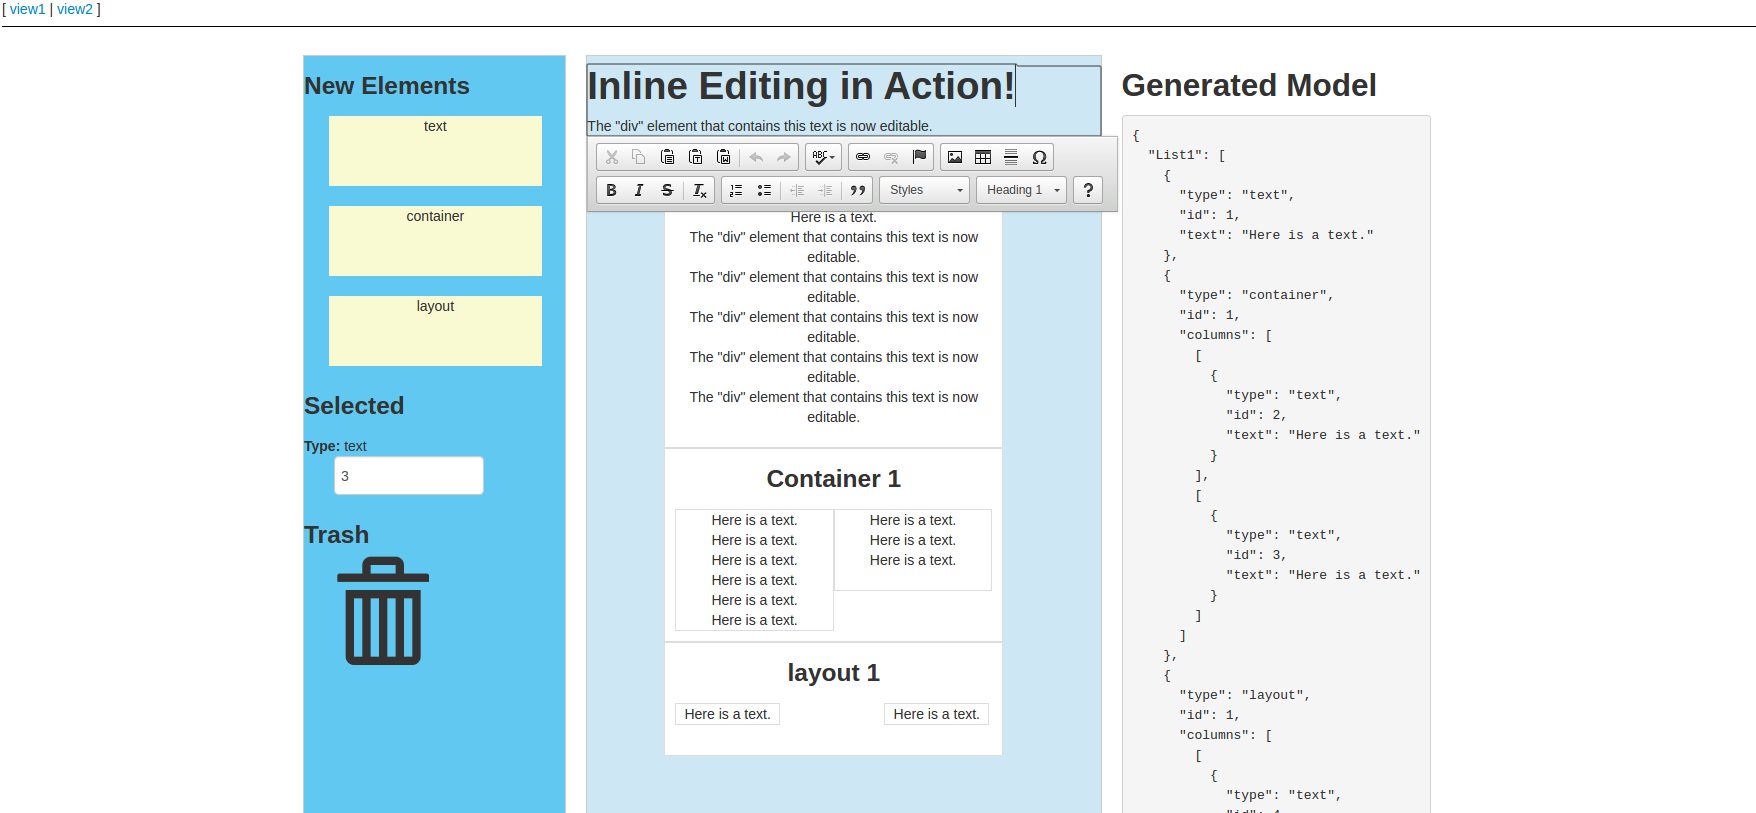 [ view1 | view2 ]
New Elements
text
container
layout
Selected
Type: text
3
Trash
Inline Editing in Action!
The "div" element that contains this text is now editable.
ABC
B I S Tx Styles Heading 1 ?
Here is a text.
The "div" element that contains this text is now
editable.
The "div" element that contains this text is now
editable.
The "div" element that contains this text is now
editable.
The "div" element that contains this text is now
editable.
The "div" element that contains this text is now
editable.
Container 1
Here is a text.
Here is a text.
Here is a text.
Here is a text.
Here is a text.
Here is a text.
Here is a text.
Here is a text.
Here is a text.
layout 1
Here is a text.
Here is a text.
Generated Model
{
"List1": [
{
"type": "text",
"id": 1,
"text": "Here is a text."
},
{
"type": "container",
"id": 1,
"columns": [
[
{
"type": "text",
"id": 2,
"text": "Here is a text."
}
],
[
{
"type": "text",
"id": 3,
"text": "Here is a text."
}
]
]
},
{
"type": "layout",
"id": 1,
"columns": [
[
{
"type": "text",